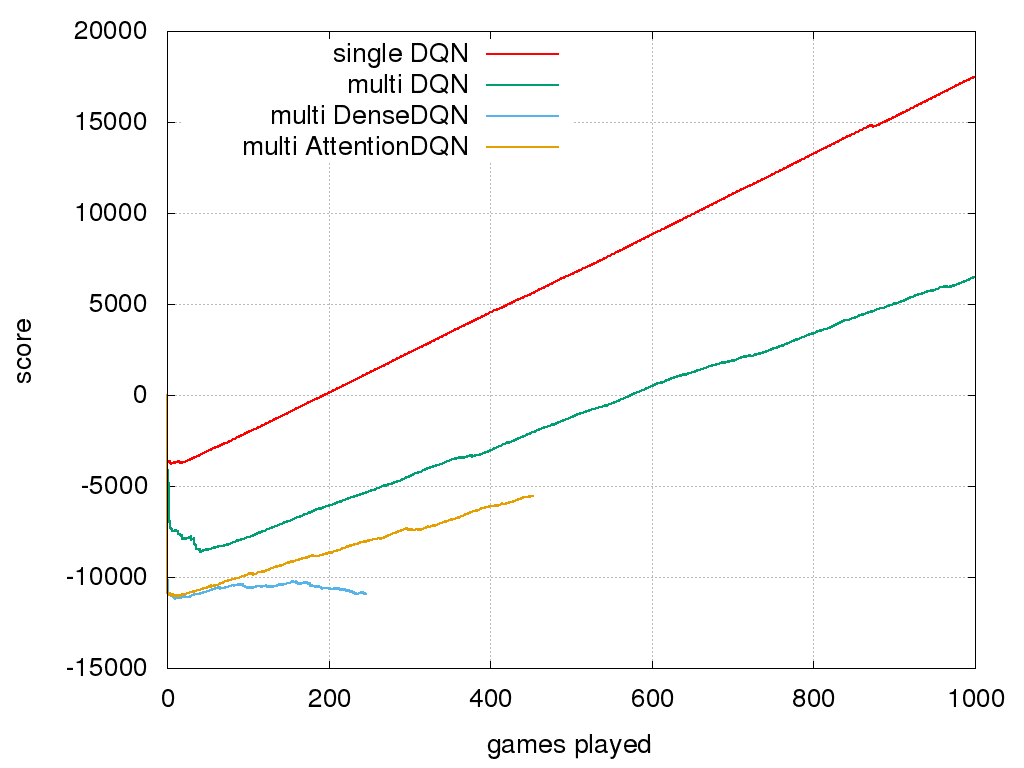 20000
15000
10000
5000
0
-5000
-10000
-15000
score
single DQN
multi DQN
multi DenseDQN
multi AttentionDQN
0 200 400 600 800 1000
games played